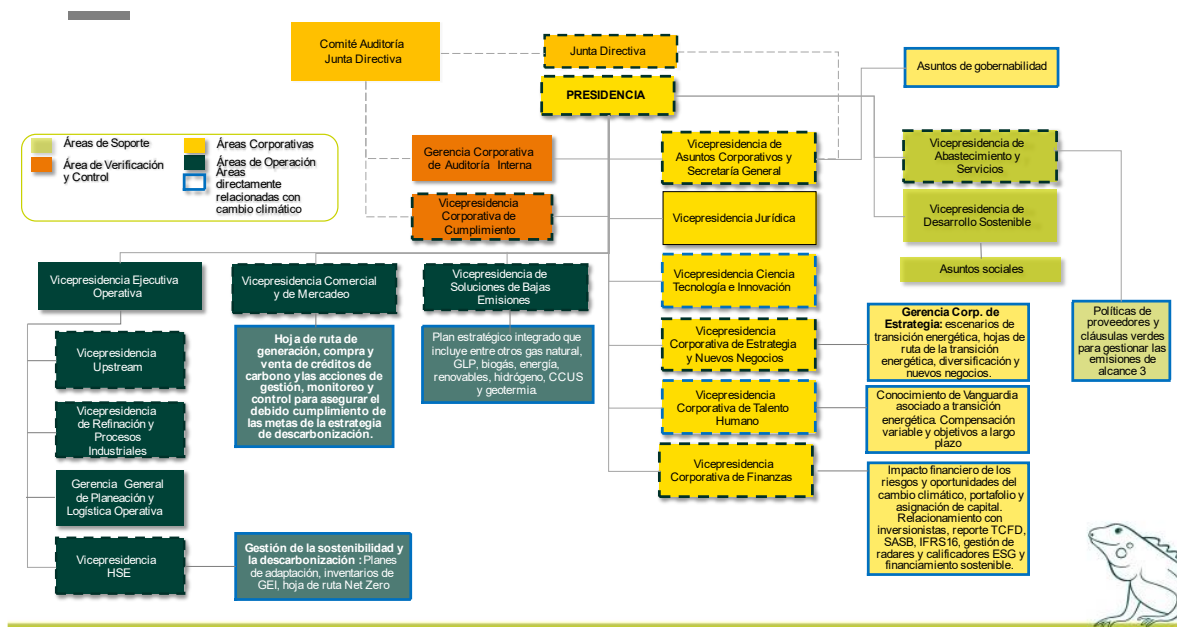 Comité Auditoría
Junta Directiva
Junta Directiva
PRESIDENCIA
Asuntos de gobernabilidad
Áreas de Soporte
Área de Verificación
y Control
Áreas Corporativas
Áreas de Operación
Áreas
directamente
relacionadas con
cambio climático
Gerencia Corporativa
de Auditoría Interna
Vicepresidencia
Corporativa de
Cumplimiento
Vicepresidencia de
Asuntos Corporativos y
Secretaría General
Vicepresidencia Jurídica
Vicepresidencia de
Abastecimiento y
Servicios
Vicepresidencia de
Desarrollo Sostenible
Asuntos sociales
Vicepresidencia Ejecutiva
Operativa
Vicepresidencia Comercial
y de Mercadeo
Vicepresidencia de
Soluciones de Bajas
Emisiones
Vicepresidencia Ciencia
Tecnología e Innovación
Vicepresidencia
Upstream
Vicepresidencia
de Refinación y
Procesos
Industriales
Gerencia General
de Planeación y
Logística Operativa
Vicepresidencia
HSE
Hoja de ruta de
generación, compra y
venta de créditos de
carbono y las acciones de
gestión, monitoreo y
control para asegurar el
debido cumplimiento de
las metas de la estrategia
de descarbonización.
Plan estratégico integrado que
incluye entre otros gas natural,
GLP, biogás, energía,
renovables, hidrógeno, CCUS
y geotermia.
Gestión de la sostenibilidad y
la descarbonización : Planes
de adaptación, inventarios de
GEI, hoja de ruta Net Zero
Vicepresidencia
Corporativa de Estrategia
y Nuevos Negocios
Vicepresidencia
Corporativa de Talento
Humano
Vicepresidencia
Corporativa de Finanzas
Gerencia Corp. de
Estrategia: escenarios de
transición energética, hojas de
ruta de la transición
energética, diversificación y
nuevos negocios.
Conocimiento de Vanguardia
asociado a transición
energética. Compensación
variable y objetivos a largo
plazo
Impacto financiero de los
riesgos y oportunidades del
cambio climático, portafolio y
asignación de capital.
Relacionamiento con
inversionistas, reporte TCFD,
SASB, IFRS16, gestión de
radares y calificadores ESG y
financiamiento sostenible.
Políticas de
proveedores y
cláusulas verdes
para gestionar las
emisiones de
alcance 3